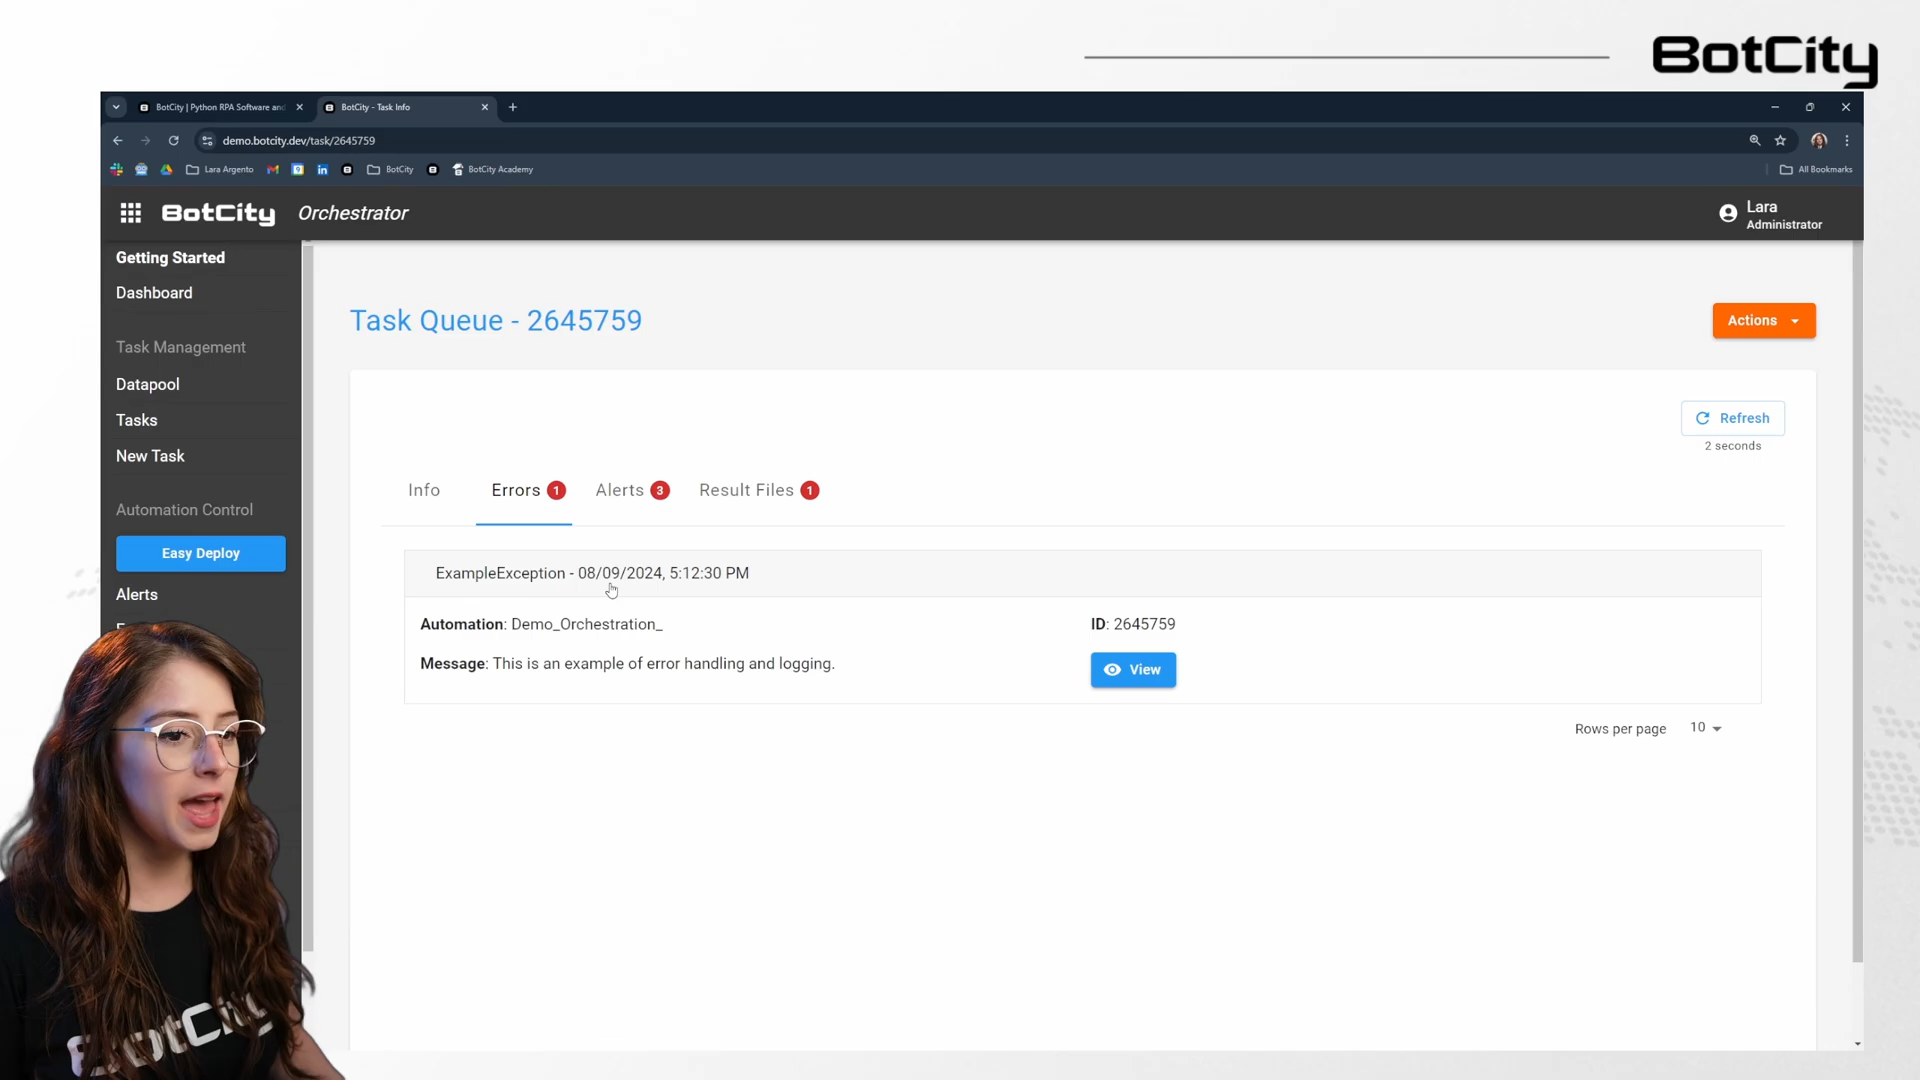 BotCity
BotCity | Python RPA Software and
BotCity - Task Info
demo.botcity.dev/task/2645759
Lara Argento
BotCity
BotCity Academy
All Bookmarks
BotCity Orchestrator
Lara
Administrator
Getting Started
Dashboard
Task Management
Datapool
Tasks
New Task
Automation Control
Easy Deploy
Alerts
Task Queue - 2645759
Actions
Refresh
2 seconds
Info
Errors 1
Alerts 3
Result Files 1
ExampleException - 08/09/2024, 5:12:30 PM
Automation: Demo_Orchestration_
ID: 2645759
Message: This is an example of error handling and logging.
View
Rows per page 10
BotCity